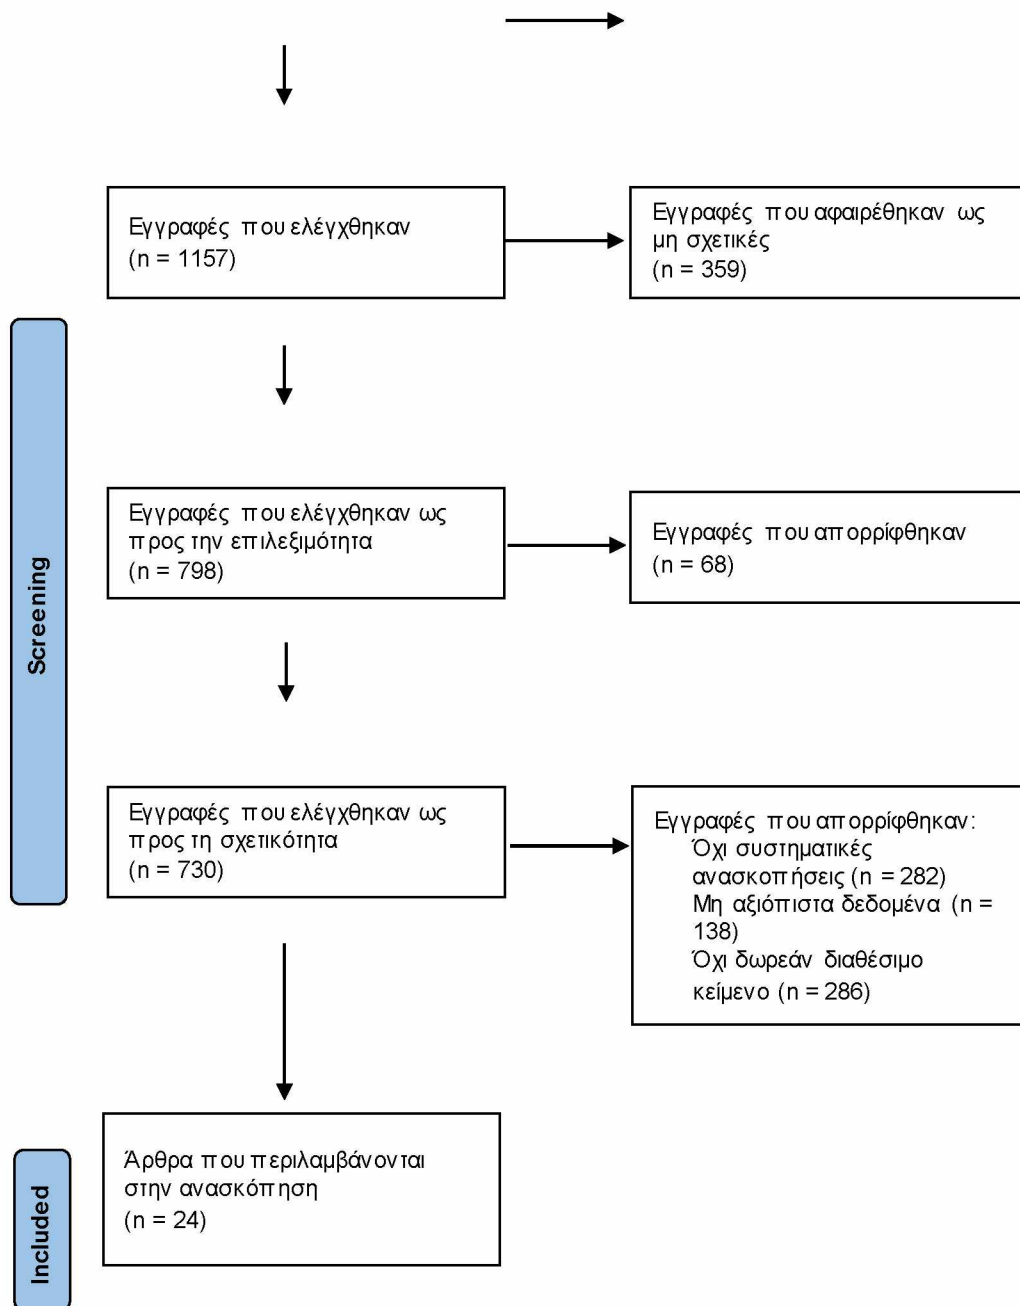 Εγγραφές που ελέγχθηκαν
(n = 1157)
Εγγραφές που αφαιρέθηκαν ως
μη σχετικές
(n = 359)
Screening
Εγγραφές που ελέγχθηκαν ως
προς την επιλεξιμότητα
(n = 798)
Εγγραφές που απορρίφθηκαν
(n = 68)
Εγγραφές που ελέγχθηκαν ως
προς τη σχετικότητα
(n = 730)
Εγγραφές που απορρίφθηκαν:
Όχι συστηματικές
ανασκοπήσεις (n = 282)
Μη αξιόπιστα δεδομένα (n =
138)
Όχι δωρεάν διαθέσιμο
κείμενο (n = 286)
Included
Άρθρα που περιλαμβάνονται
στην ανασκόπηση
(n = 24)